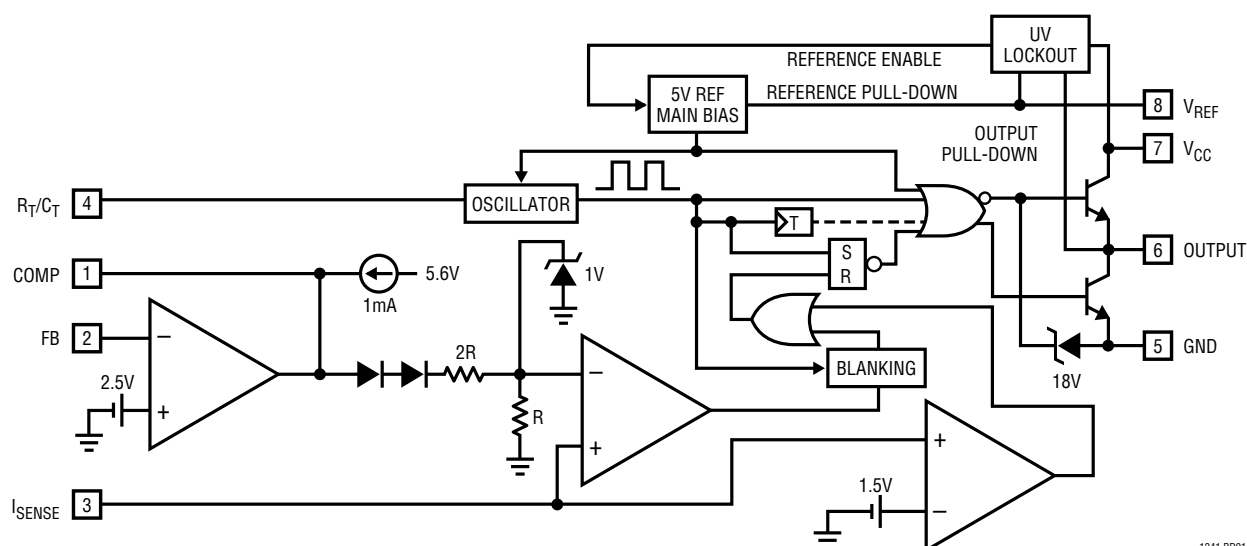 UV
LOCKOUT
REFERENCE ENABLE
5V REF
MAIN BIAS
REFERENCE PULL-DOWN
8 VREF
OUTPUT
PULL-DOWN
7 VCC
RT/CT 4
OSCILLATOR
T
S
R
6 OUTPUT
COMP 1
5.6V
1mA
1V
FB 2
–
2R
–
BLANKING
5 GND
18V
2.5V
+
R
+
+
ISENSE 3
1.5V
–